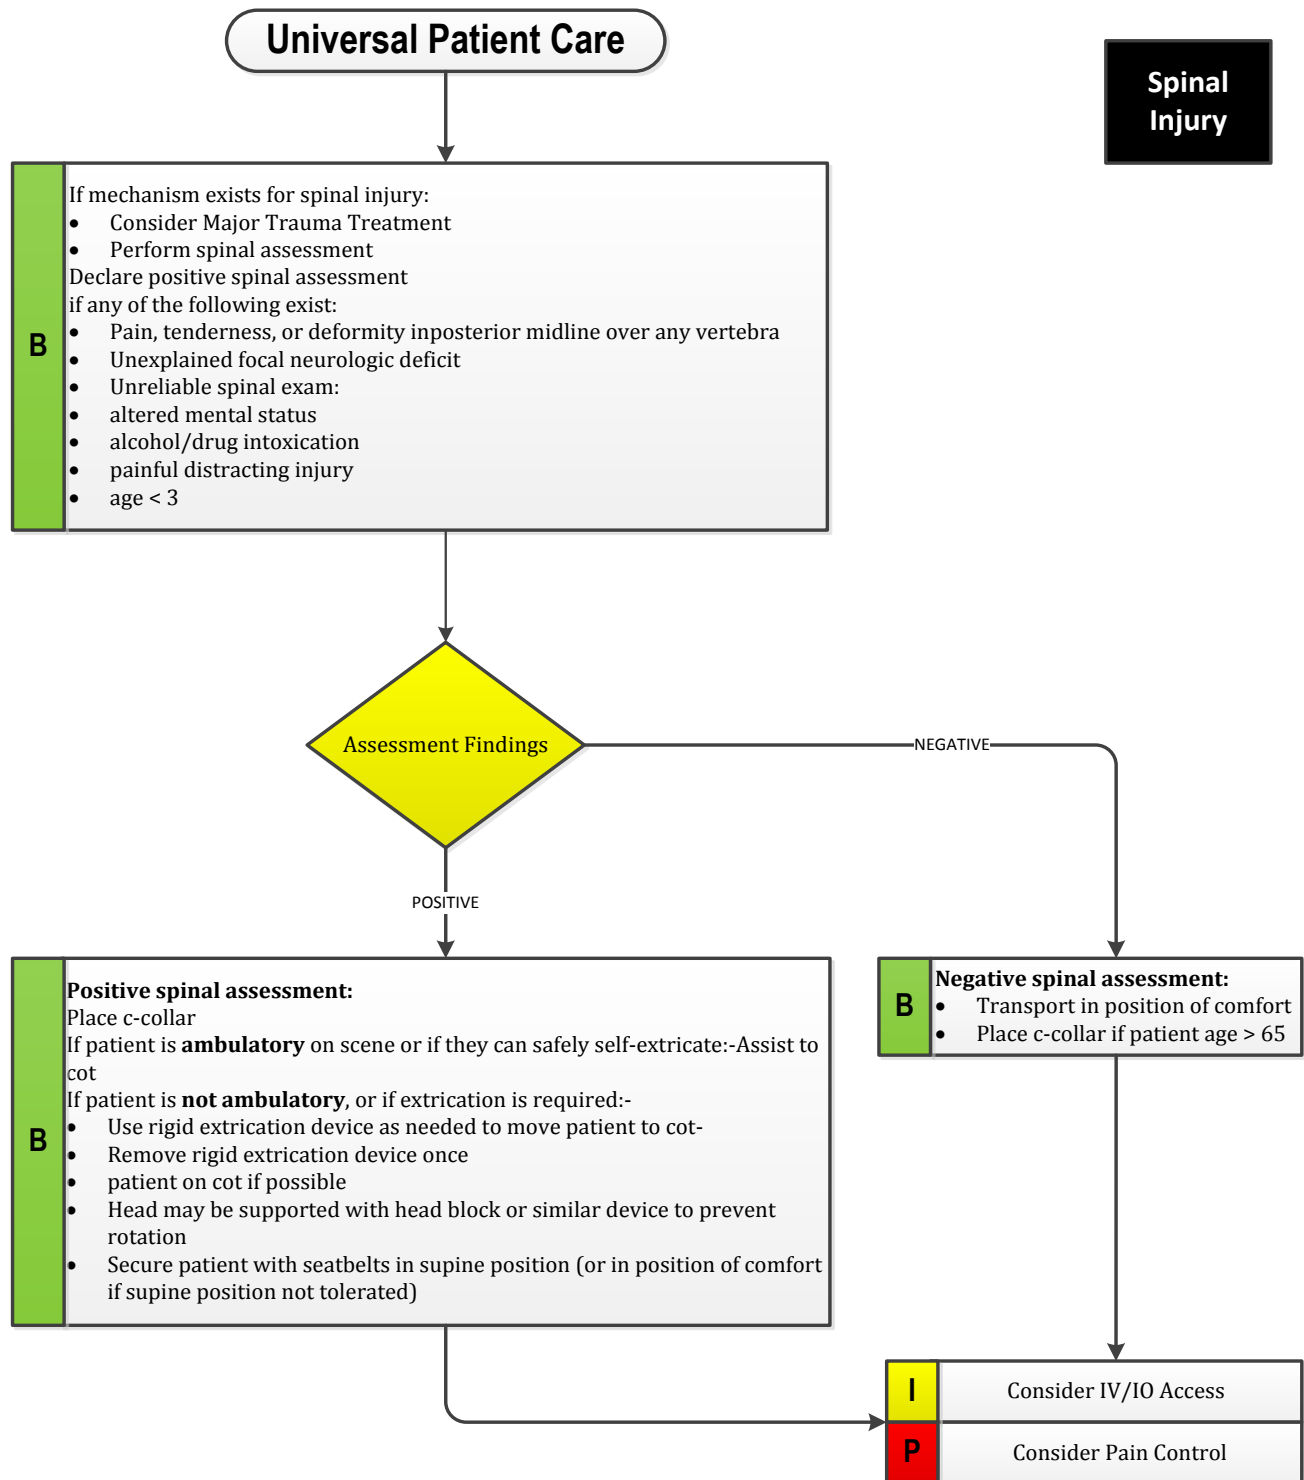 Universal Patient Care
Spinal
Injury
B
If mechanism exists for spinal injury:
• Consider Major Trauma Treatment
• Perform spinal assessment
Declare positive spinal assessment
if any of the following exist:
• Pain, tenderness, or deformity inposterior midline over any vertebra
• Unexplained focal neurologic deficit
• Unreliable spinal exam:
• altered mental status
• alcohol/drug intoxication
• painful distracting injury
• age < 3
Assessment Findings
NEGATIVE
POSITIVE
B
Positive spinal assessment:
Place c-collar
If patient is ambulatory on scene or if they can safely self-extricate:-Assist to
cot
If patient is not ambulatory, or if extrication is required:-
• Use rigid extrication device as needed to move patient to cot-
• Remove rigid extrication device once
• patient on cot if possible
• Head may be supported with head block or similar device to prevent
rotation
• Secure patient with seatbelts in supine position (or in position of comfort
if supine position not tolerated)
B
Negative spinal assessment:
• Transport in position of comfort
• Place c-collar if patient age > 65
I
Consider IV/IO Access
P
Consider Pain Control